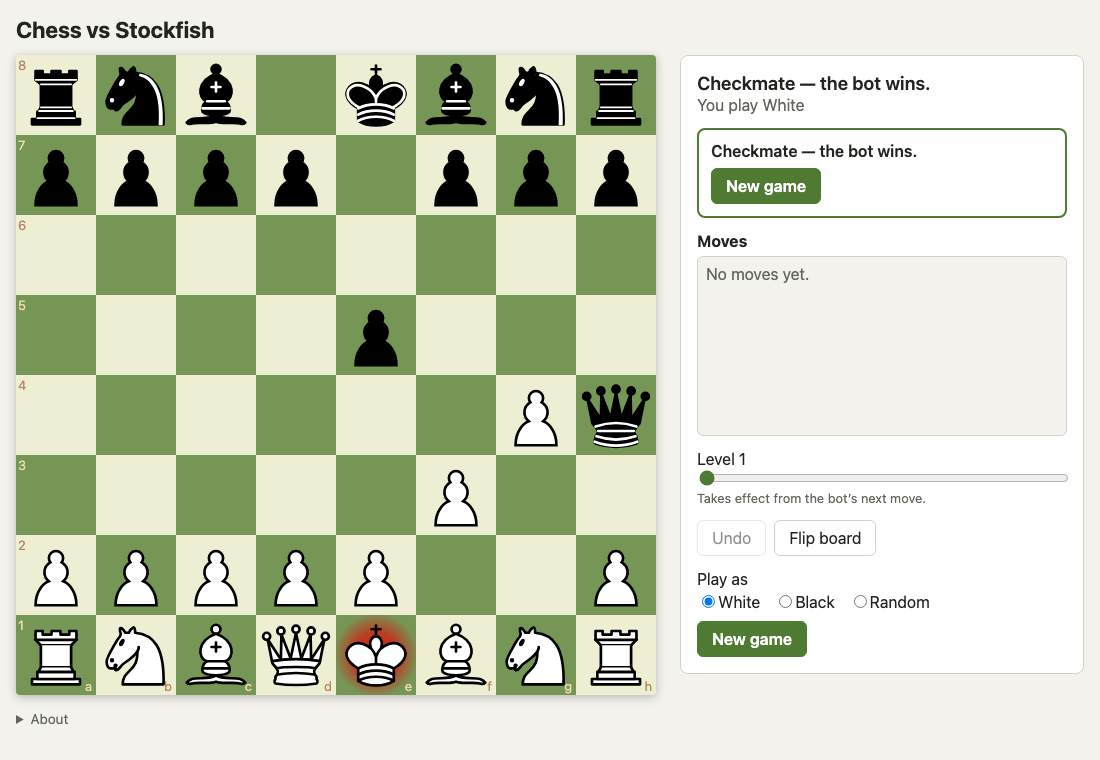 Chess vs Stockfish
8
7
6
5
4
3
2
1
a b c d e f g h
Checkmate — the bot wins.
You play White
Checkmate — the bot wins.
New game
Moves
No moves yet.
Level 1
Takes effect from the bot's next move.
Undo Flip board
Play as
White Black Random
New game
About